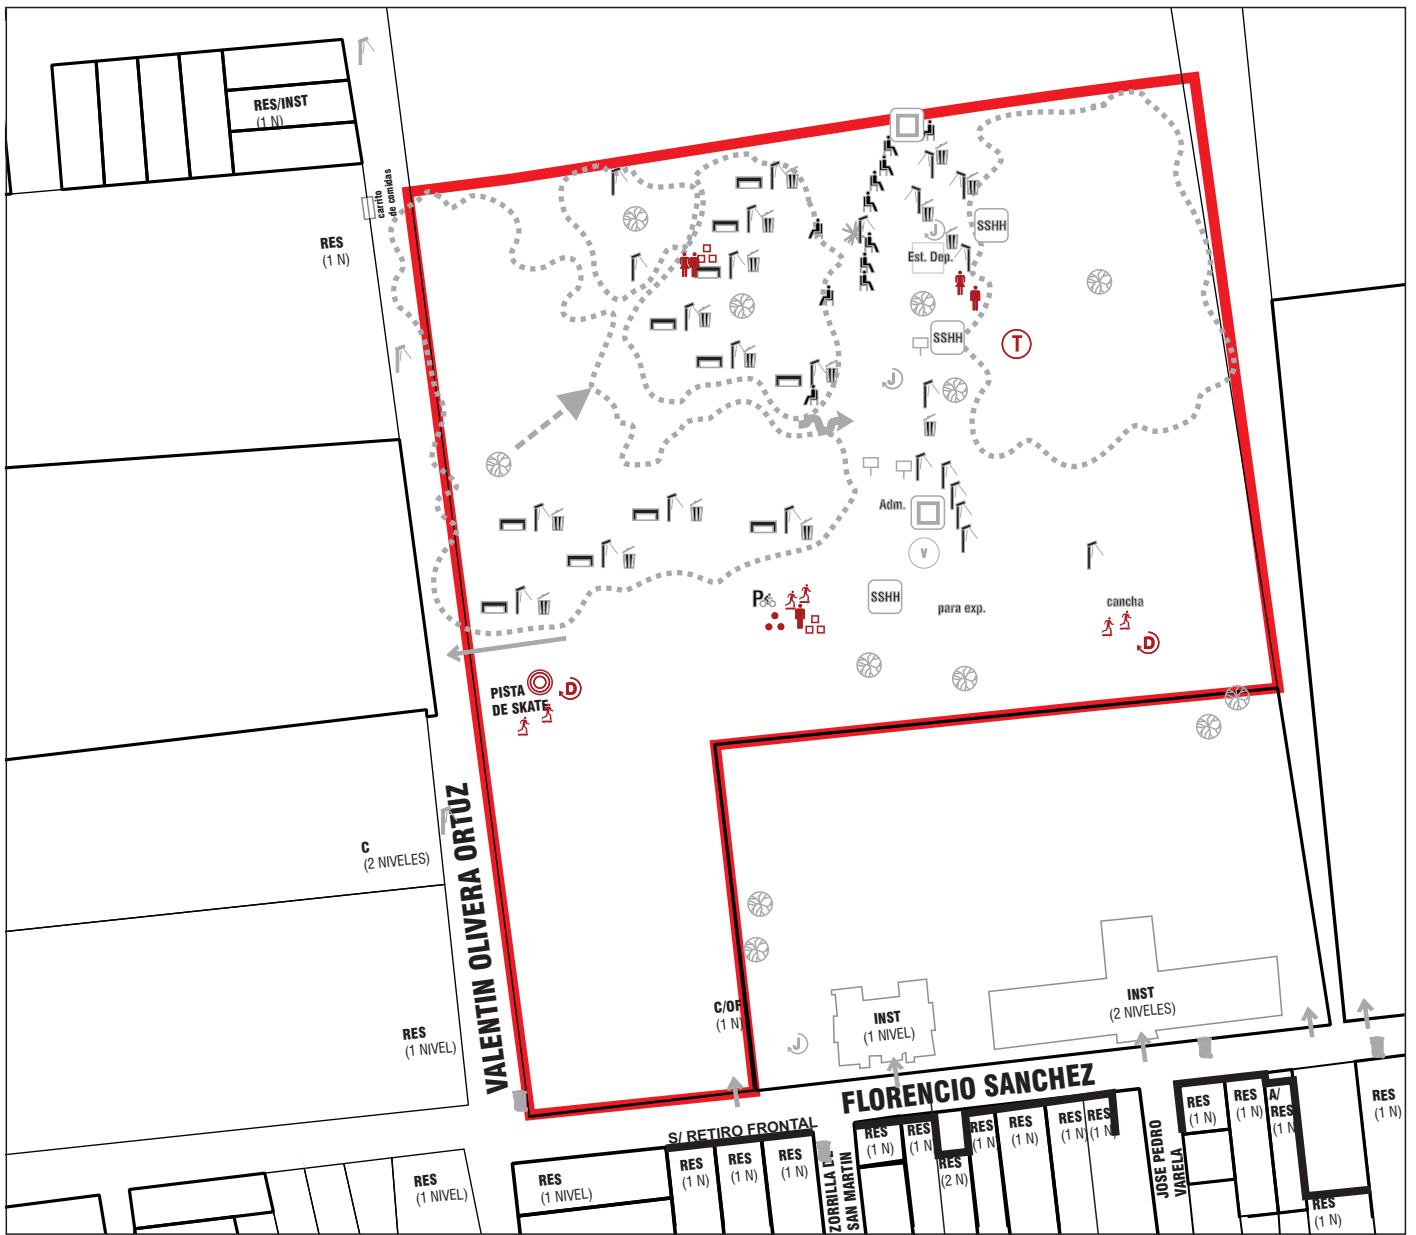 RES/INST
(1 N)
carrito
de comidas
RES
(1 N)
SSHH
Est. Dep.
J
SSHH
T
J
Adm.
V
SSHH
para exp.
P
cancha
D
PISTA
DE SKATE
D
VALENTIN OLIVERA ORTUZ
C
(2 NIVELES)
RES
(1 NIVEL)
C/OF
(1 N)
J
INST
(1 NIVEL)
INST
(2 NIVELES)
FLORENCIO SANCHEZ
S/ RETIRO FRONTAL
RES
(1 NIVEL)
RES
(1 NIVEL)
RES
(1 N)
RES
(1 N)
RES
(1 N)
ZORRILLA DE
SAN MARTIN
RES
(1 N)
RES
(1 N)
RES
(2 N)
RES
(1 N)
RES
(1 N)
RES
(1 N)
RES
(1 N)
JOSE PEDRO
VARELA
RES
(1 N)
RES
(1 N)
A/
RES
(1 N
RES
(1 N)
RES
(1 N)